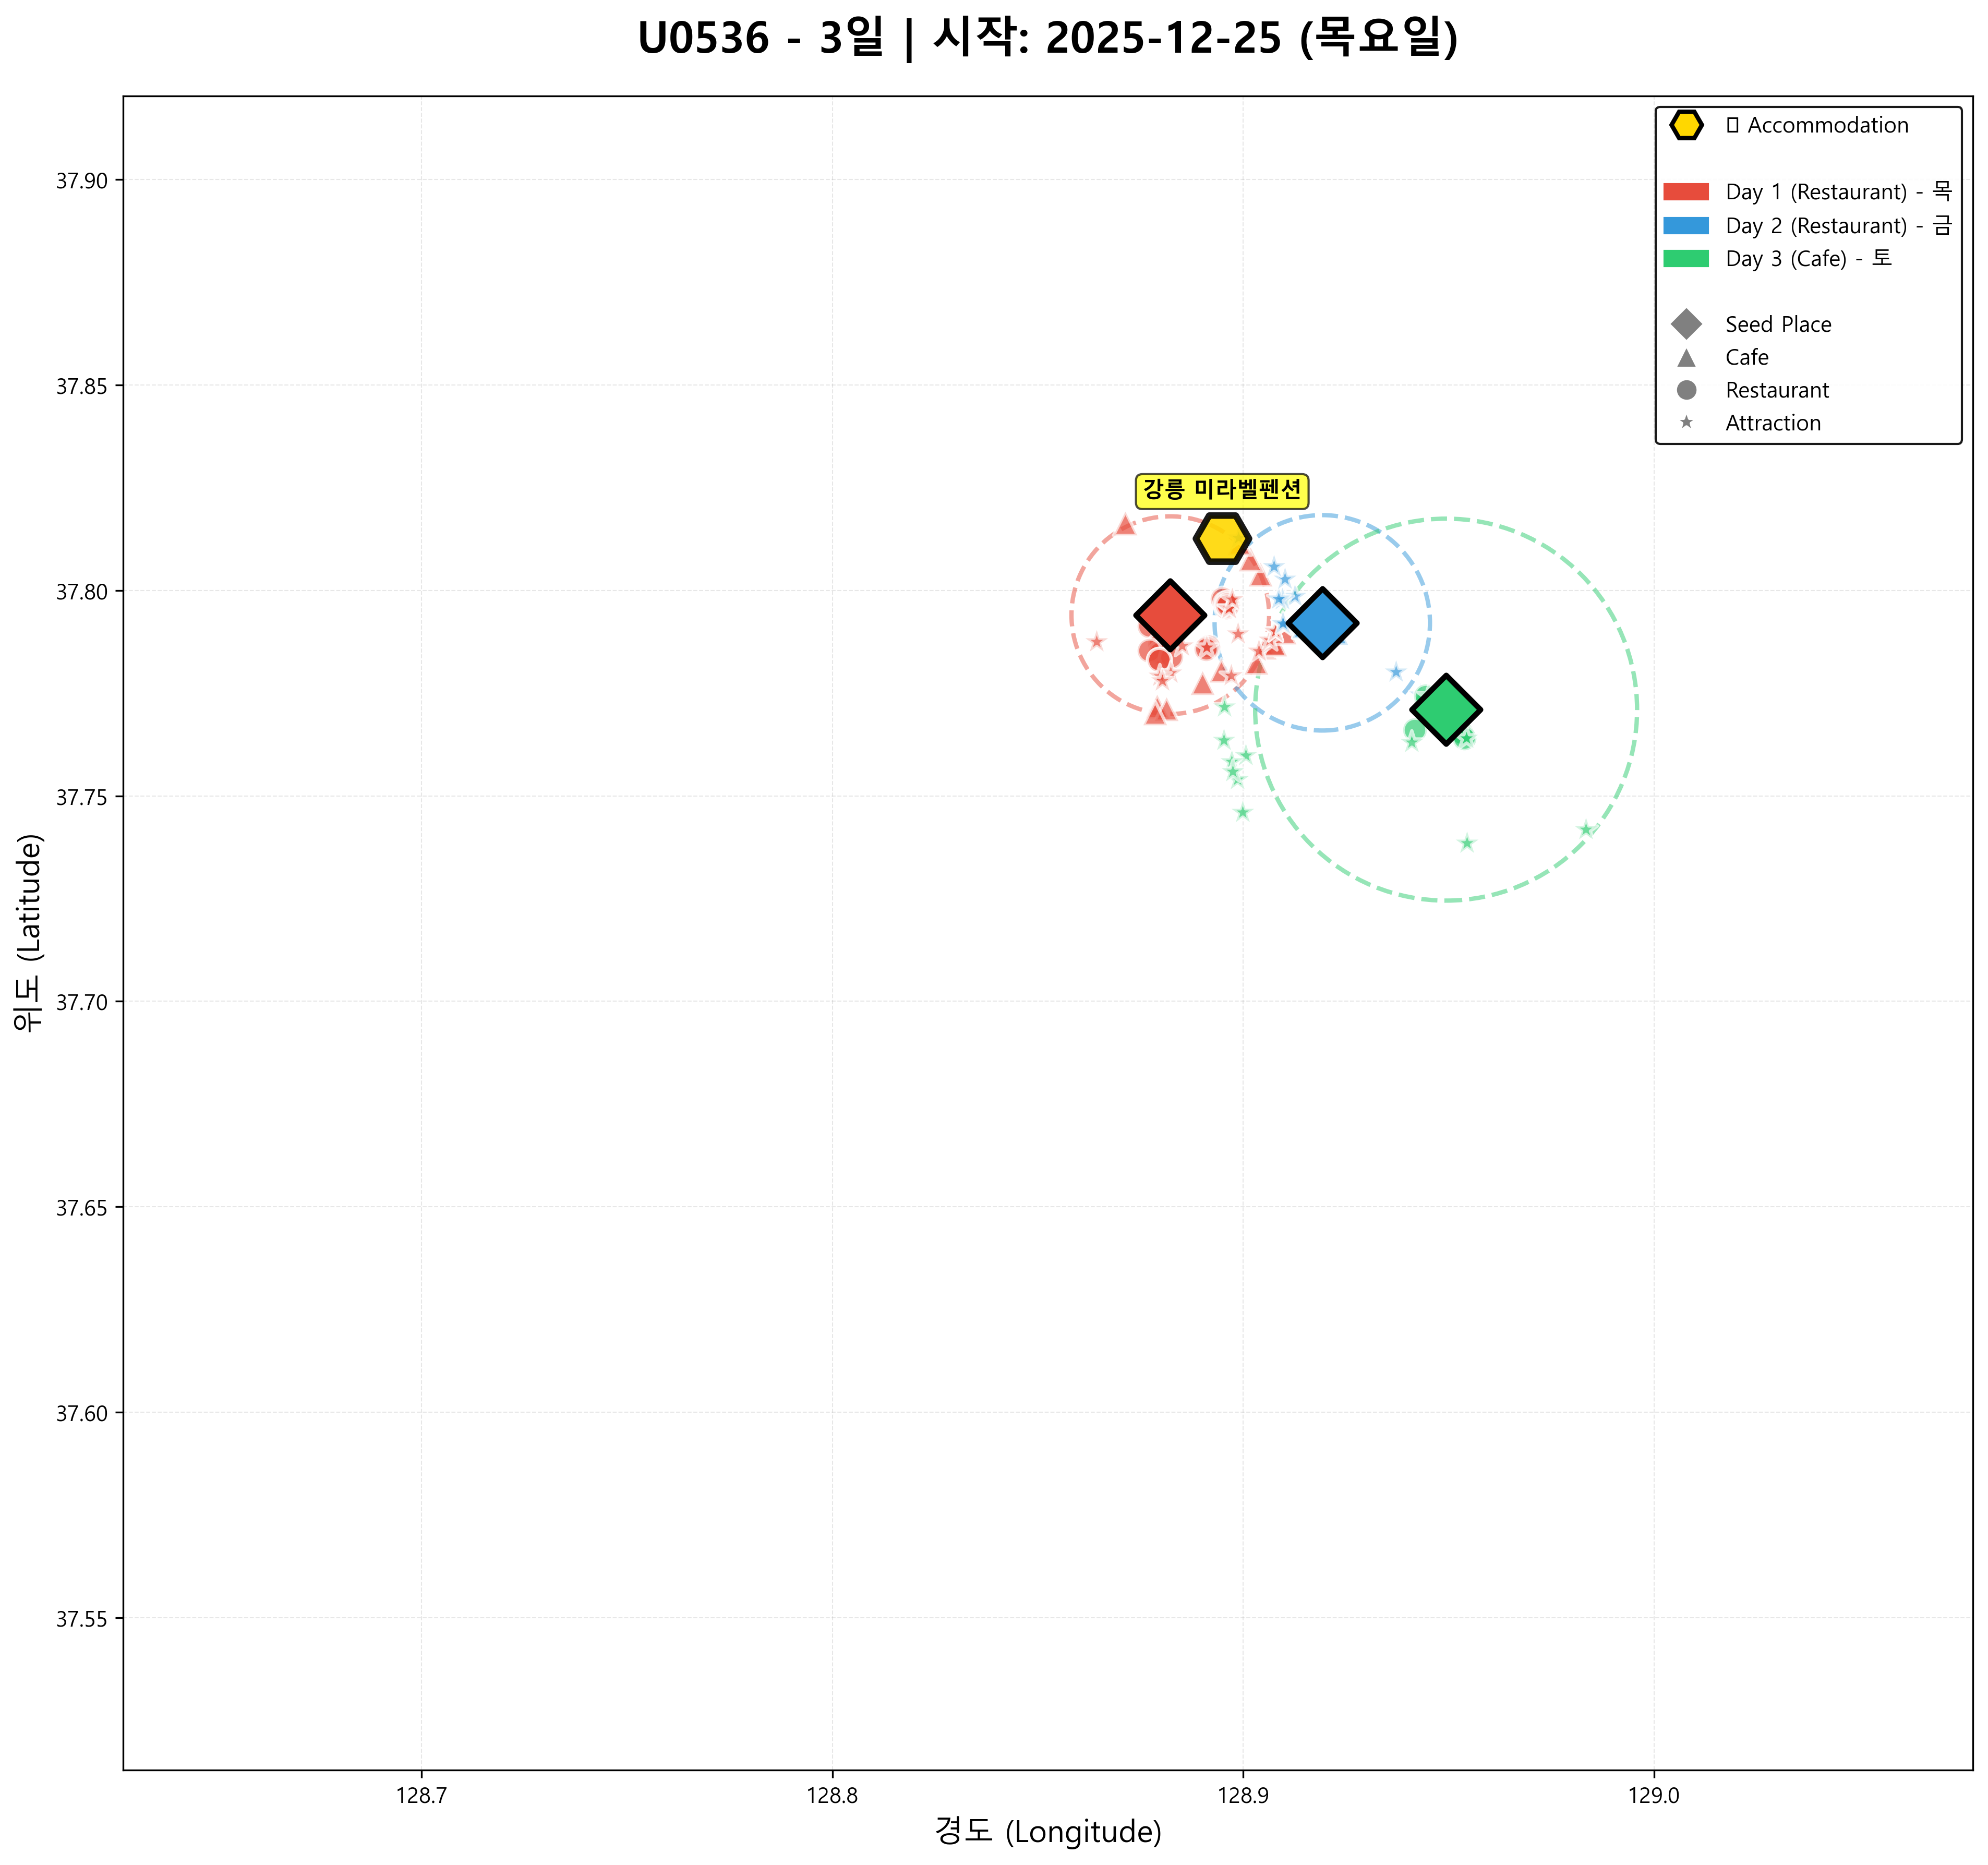 U0536 - 3일 | 시작: 2025-12-25 (목요일)
▯ Accommodation
Day 1 (Restaurant) - 목
Day 2 (Restaurant) - 금
Day 3 (Cafe) - 토
Seed Place
Cafe
Restaurant
Attraction
강릉 미라벨펜션
37.90
37.85
37.80
37.75
37.70
37.65
37.60
37.55
위도 (Latitude)
128.7
128.8
128.9
129.0
경도 (Longitude)